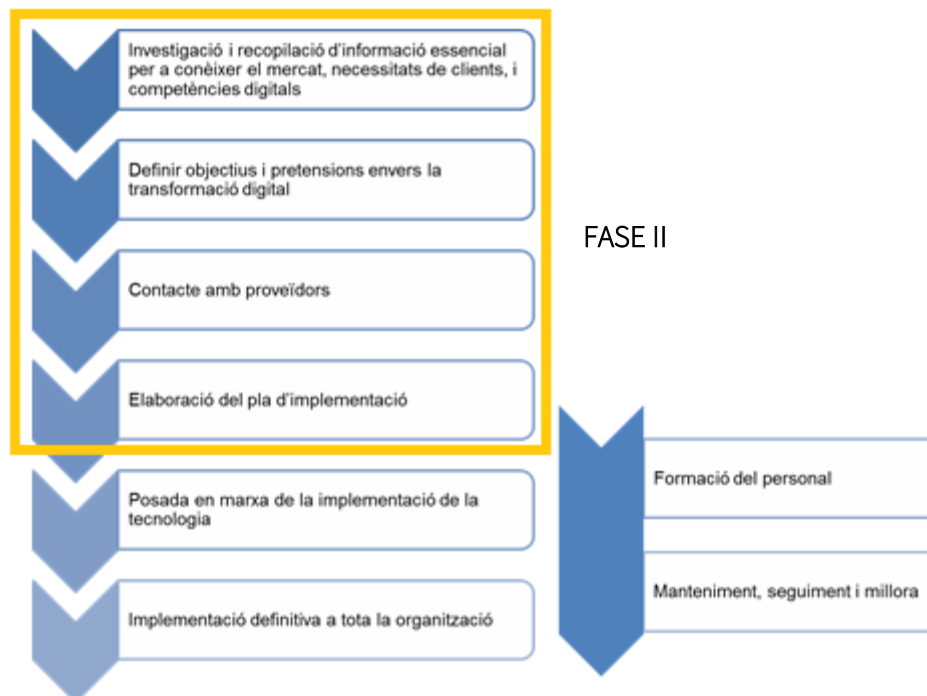 Investigació i recopilació d'informació essencial
per a conèixer el mercat, necessitats de clients, i
competències digitals
Definir objectius i pretensions envers la
transformació digital
FASE II
Contacte amb proveïdors
Elaboració del pla d'implementació
Posada en marxa de la implementació de la
tecnologia
Implementació definitiva a tota la organització
Formació del personal
Manteniment, seguiment i millora